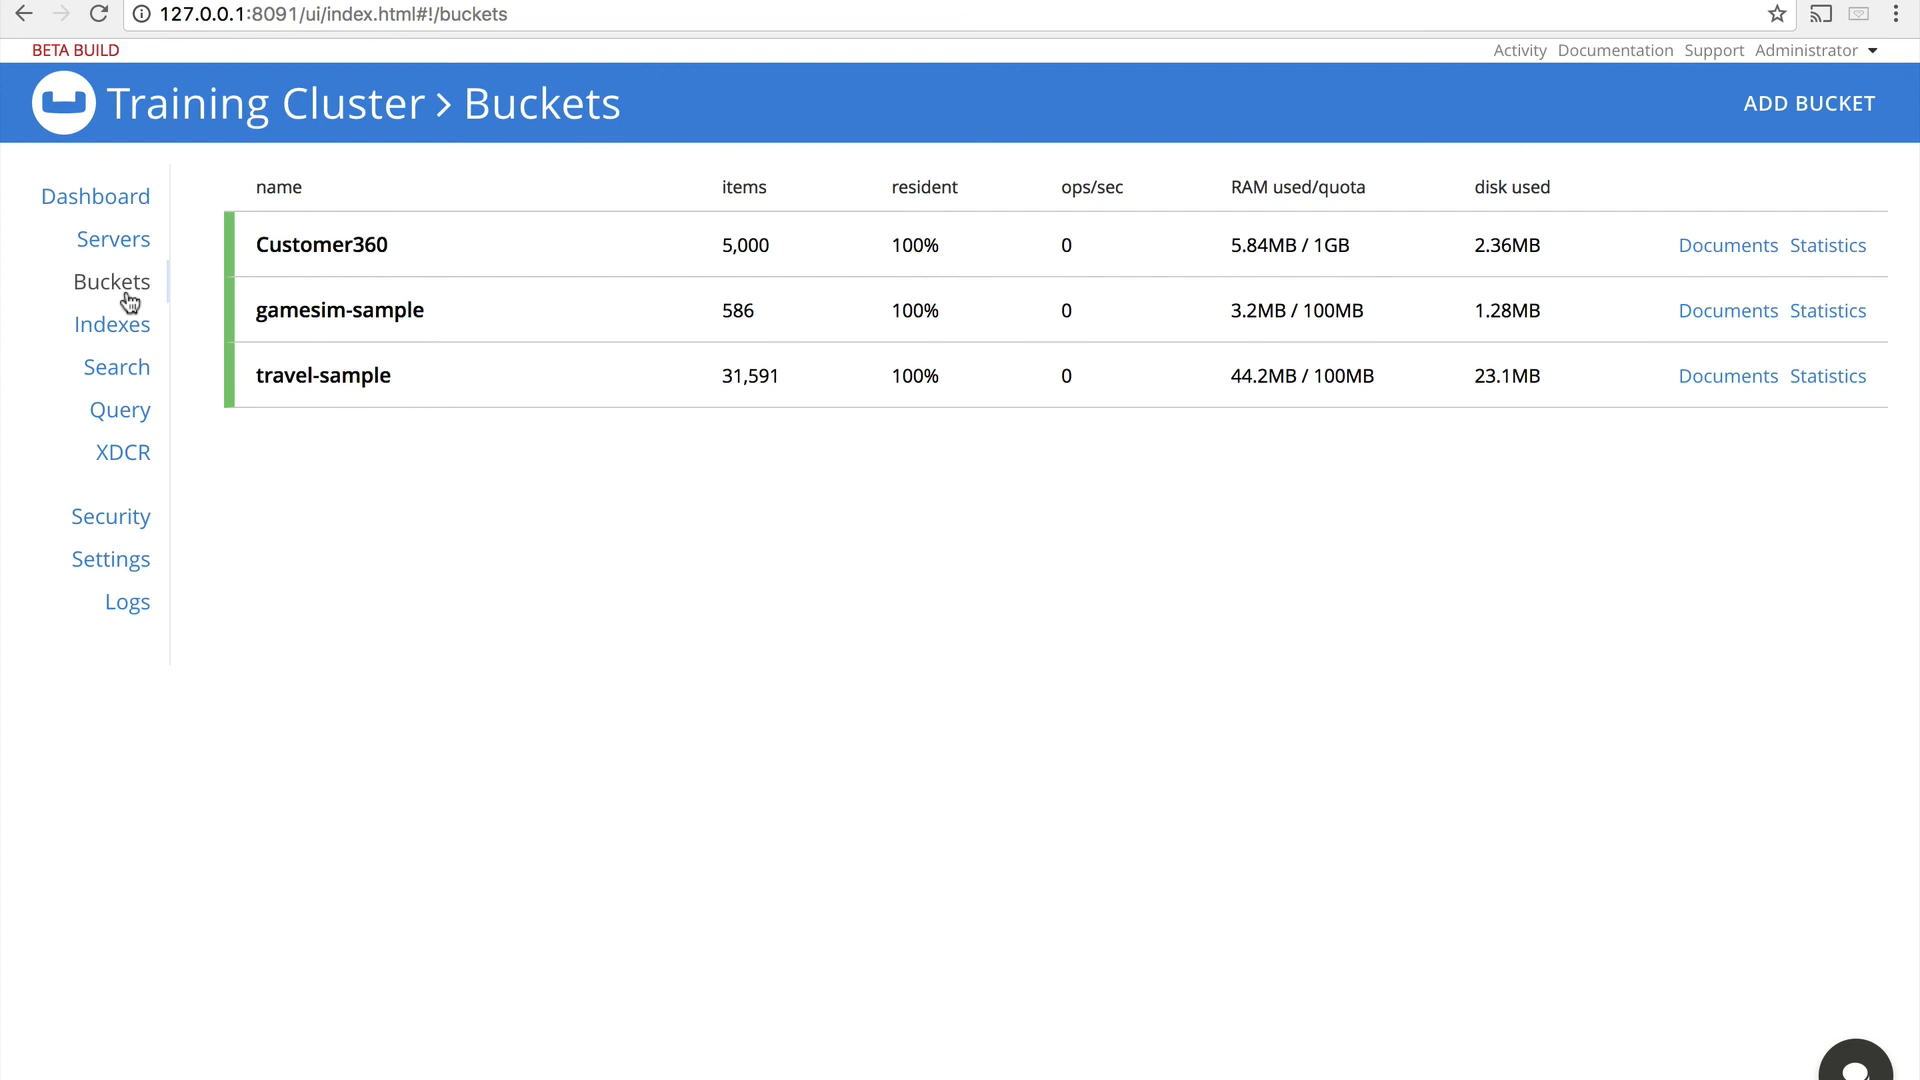 127.0.0.1:8091/ui/index.html#!/buckets
BETA BUILD
Activity Documentation Support Administrator
Training Cluster > Buckets
ADD BUCKET
Dashboard
Servers
Buckets
Indexes
Search
Query
XDCR
Security
Settings
Logs
name items resident ops/sec RAM used/quota disk used
Customer360 5,000 100% 0 5.84MB / 1GB 2.36MB Documents Statistics
gamesim-sample 586 100% 0 3.2MB / 100MB 1.28MB Documents Statistics
travel-sample 31,591 100% 0 44.2MB / 100MB 23.1MB Documents Statistics